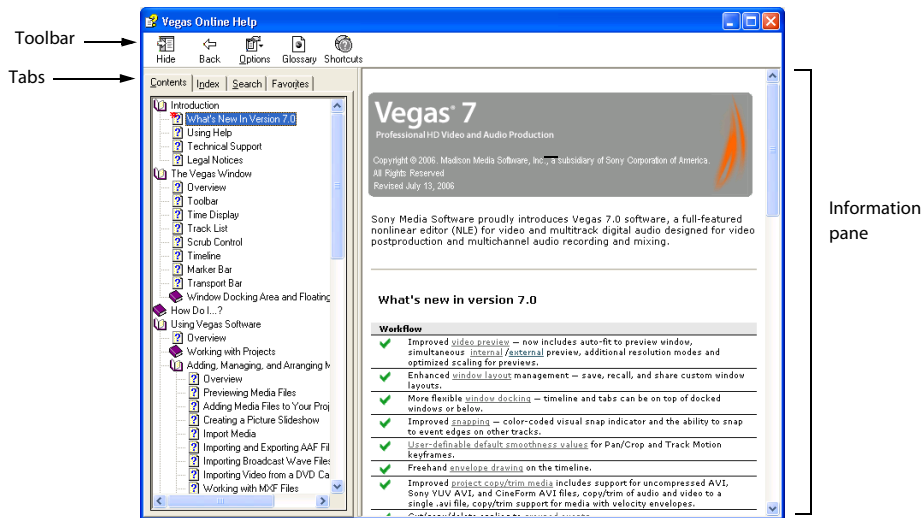 Vegas Online Help
Toolbar
Hide Back Options Glossary Shortcuts
Tabs
Contents Index Search Favorites
Introduction
What's New In Version 7.0
Using Help
Technical Support
Legal Notices
The Vegas Window
Overview
Toolbar
Time Display
Track List
Scrub Control
Timeline
Marker Bar
Transport Bar
Window Docking Area and Floating
How Do I...?
Using Vegas Software
Overview
Working with Projects
Adding, Managing, and Arranging M
Overview
Previewing Media Files
Adding Media Files to Your Proj
Creating a Picture Slideshow
Import Media
Importing and Exporting AAF Fil
Importing Broadcast Wave Files
Importing Video from a DVD Ca
Working with MXF Files
Vegas® 7
Professional HD Video and Audio Production
Copyright © 2006. Madison Media Software, Inc., a subsidiary of Sony Corporation of America.
All Rights Reserved
Revised July 13, 2006
Sony Media Software proudly introduces Vegas 7.0 software, a full-featured
nonlinear editor (NLE) for video and multitrack digital audio designed for video
postproduction and multichannel audio recording and mixing.
What's new in version 7.0
Workflow
Improved video preview — now includes auto-fit to preview window,
simultaneous internal /external preview, additional resolution modes and
optimized scaling for previews.
Enhanced window layout management — save, recall, and share custom window
layouts.
More flexible window docking — timeline and tabs can be on top of docked
windows or below.
Improved snapping — color-coded visual snap indicator and the ability to snap
to event edges on other tracks.
User-definable default smoothness values for Pan/Crop and Track Motion
keyframes.
Freehand envelope drawing on the timeline.
Improved project copy/trim media includes support for uncompressed AVI,
Sony YUV AVI, and CineForm AVI files, copy/trim of audio and video to a
single .avi file, copy/trim support for media with velocity envelopes.
Information
pane